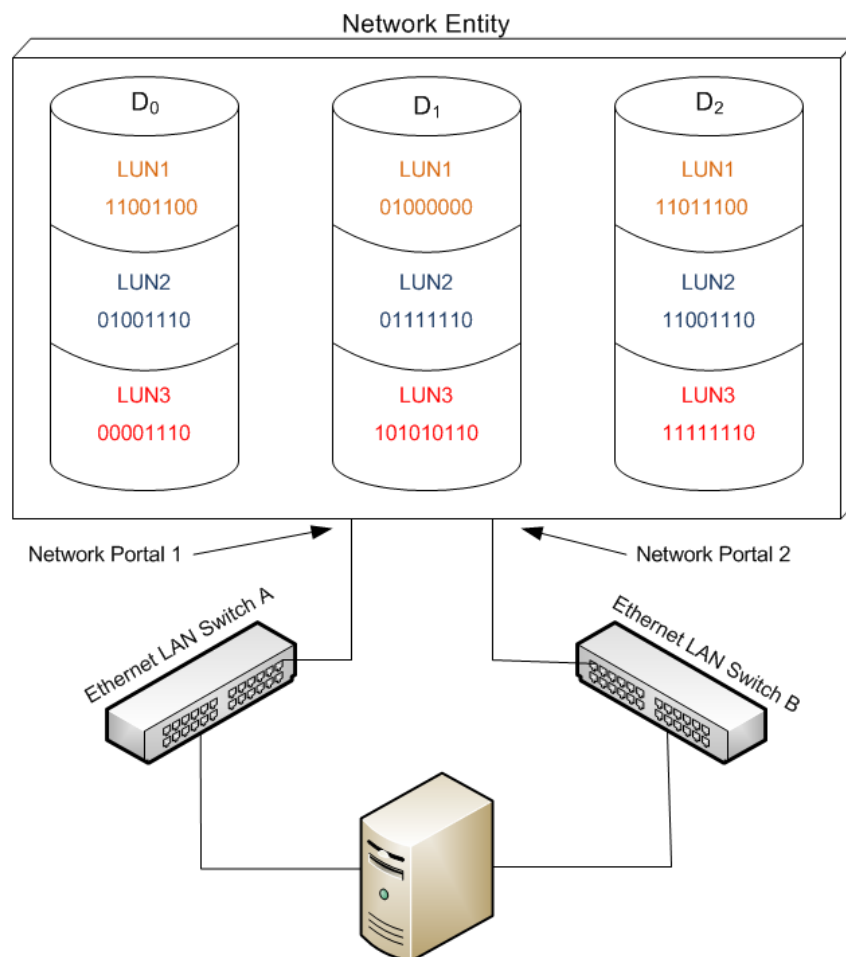 Network Entity
D₀
D₁
D₂
LUN1
11001100
LUN1
01000000
LUN1
11011100
LUN2
01001110
LUN2
01111110
LUN2
11001110
LUN3
00001110
LUN3
101010110
LUN3
11111110
Network Portal 1
Network Portal 2
Ethernet LAN Switch A
Ethernet LAN Switch B